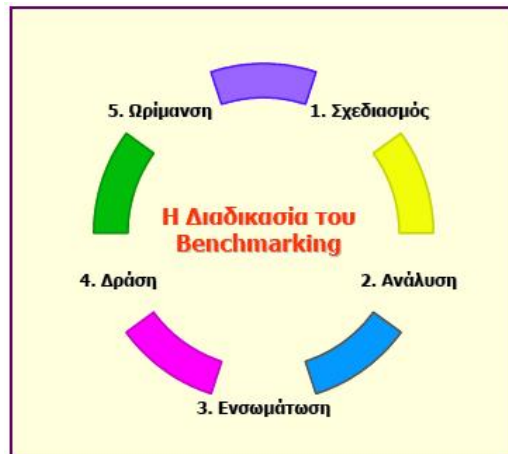 5. Ωρίμανση
1. Σχεδιασμός
Η Διαδικασία του
Benchmarking
4. Δράση
2. Ανάλυση
3. Ενσωμάτωση